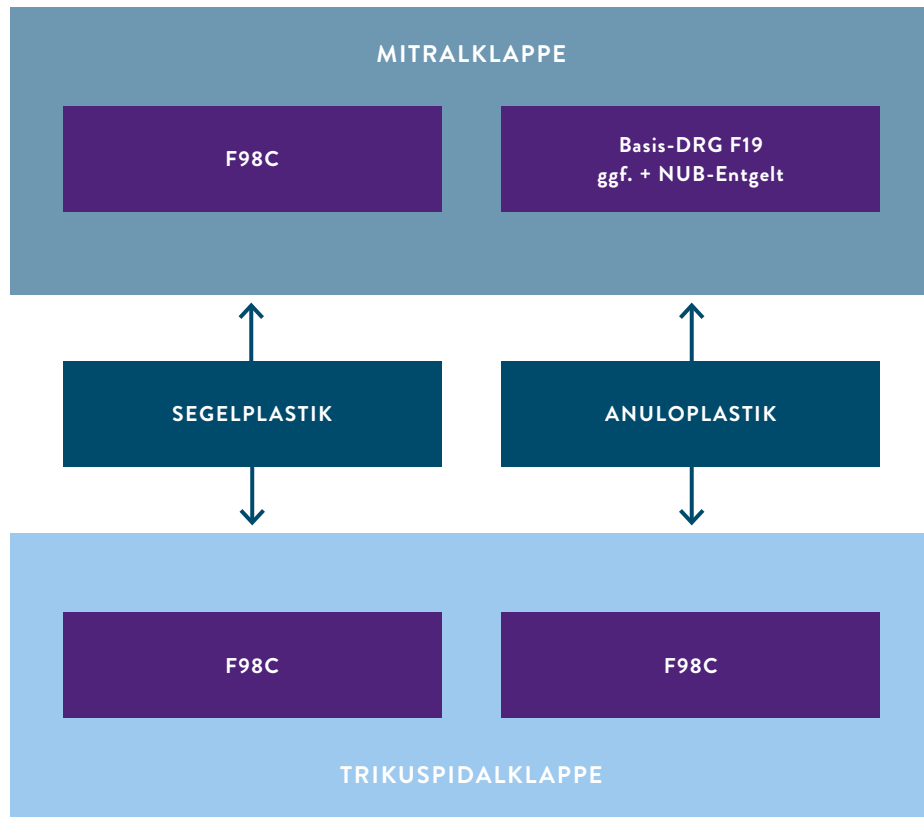 MITRALKLAPPE
F98C
Basis-DRG F19
ggf. + NUB-Entgelt
SEGELPLASTIK
ANULOPLASTIK
F98C
F98C
TRIKUSPIDALKLAPPE